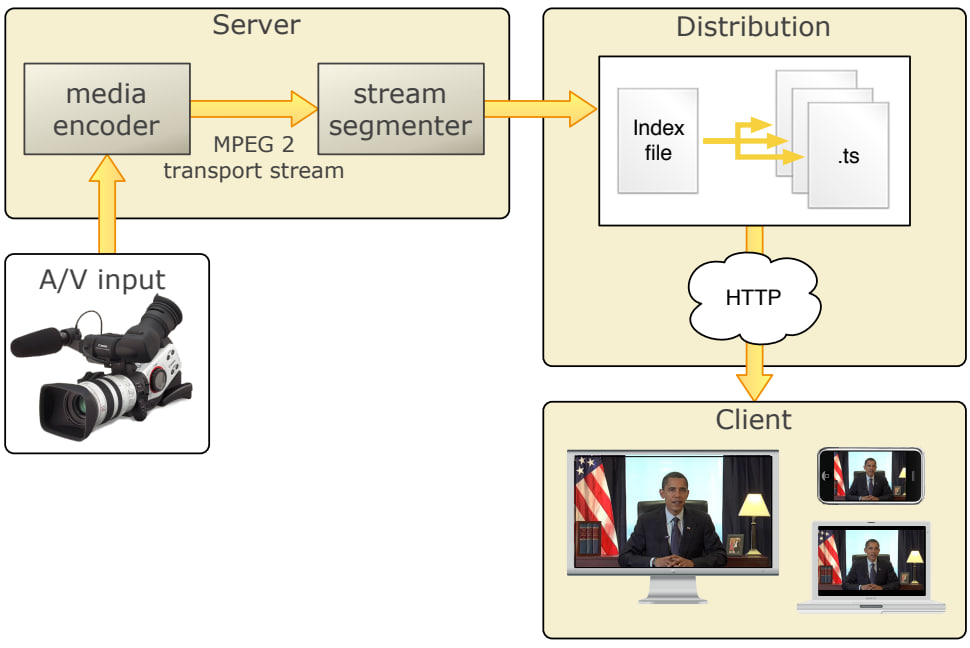 Server
media
encoder
MPEG 2
transport stream
stream
segmenter
Distribution
Index
file
.ts
HTTP
A/V input
Client